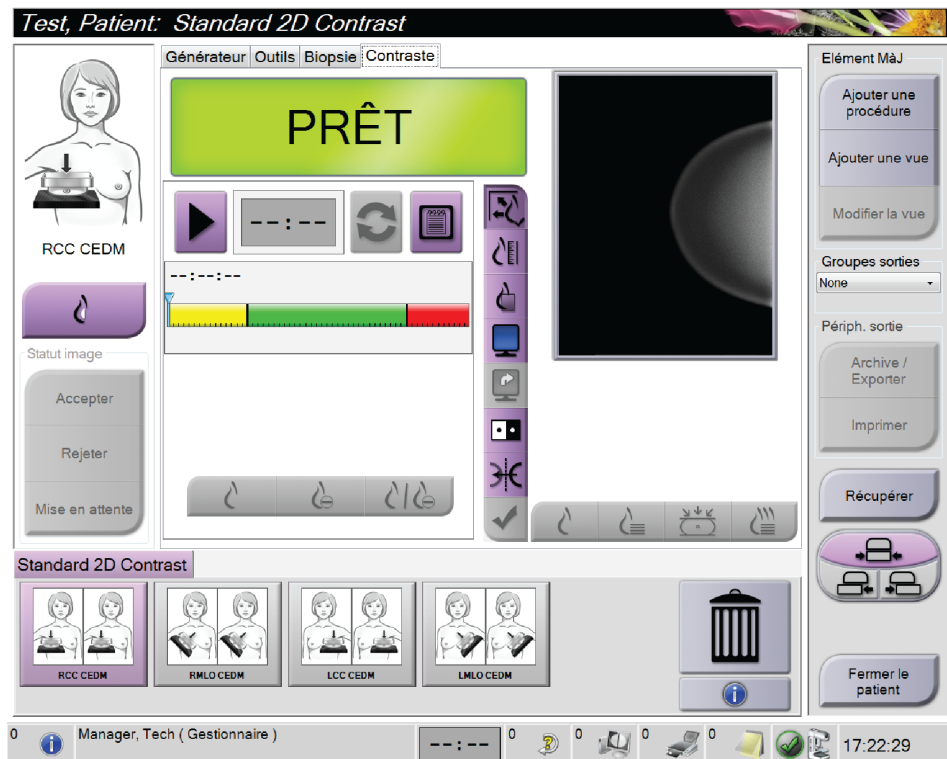 Test, Patient: Standard 2D Contrast
Générateur Outils Biopsie Contraste
PRÊT
--:--
9999
--:--:--
RCC CEDM
Statut image
Accepter
Rejeter
Mise en attente
Elément MàJ
Ajouter une
procédure
Ajouter une vue
Modifier la vue
Groupes sorties
None
Périph. sortie
Archive /
Exporter
Imprimer
Récupérer
Fermer le
patient
Standard 2D Contrast
RCC CEDM
RMLO CEDM
LCC CEDM
LMLO CEDM
0 Manager, Tech ( Gestionnaire ) --:-- 0 0 0 0 17:22:29